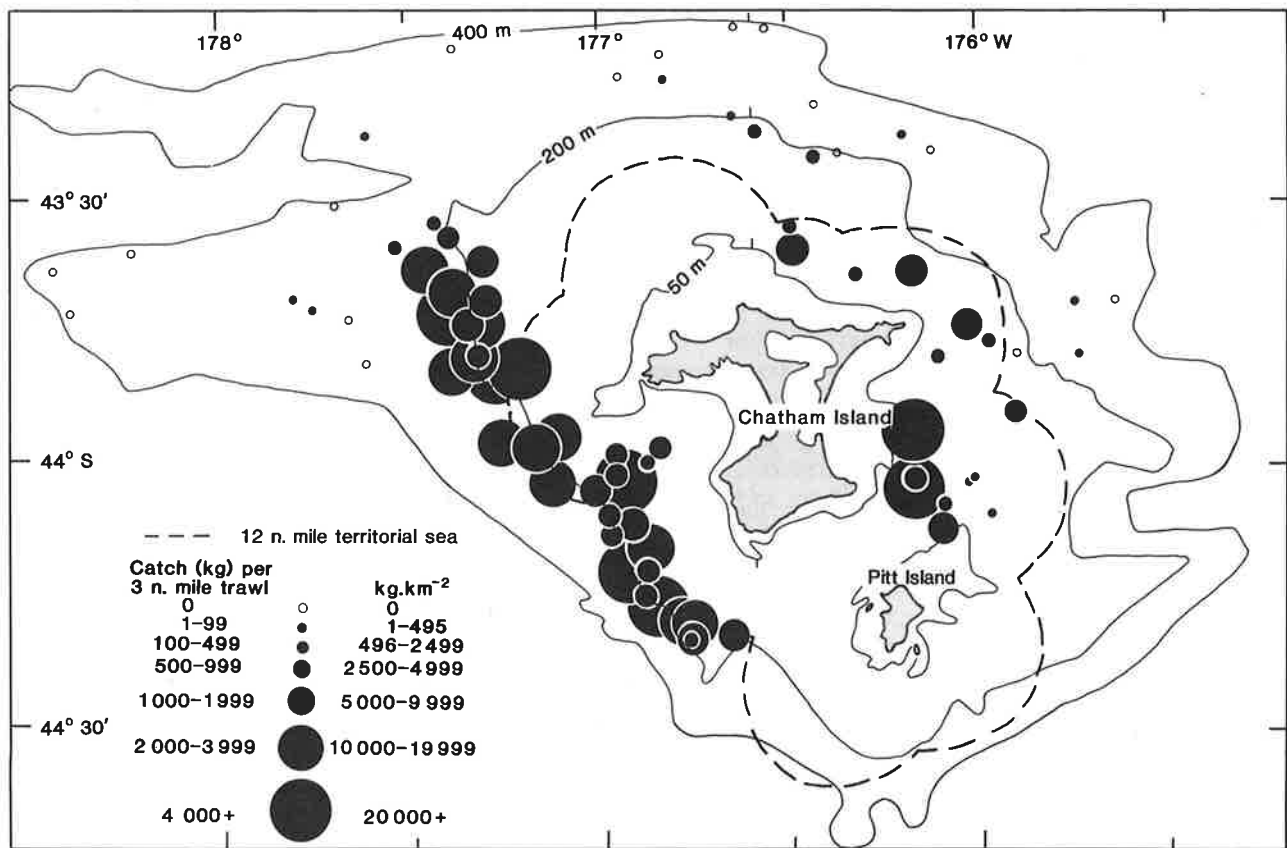 400 m
178°
177°
176° W
200 m
43° 30'
50 m
Chatham Island
44° S
12 n. mile territorial sea
Pitt Island
Catch (kg) per
3 n. mile trawl
kg.km⁻²
0 0
1-99 1-495
100-499 496-2499
500-999 2500-4999
1000-1999 5000-9999
2000-3999 10000-19999
4000+ 20000+
44° 30'